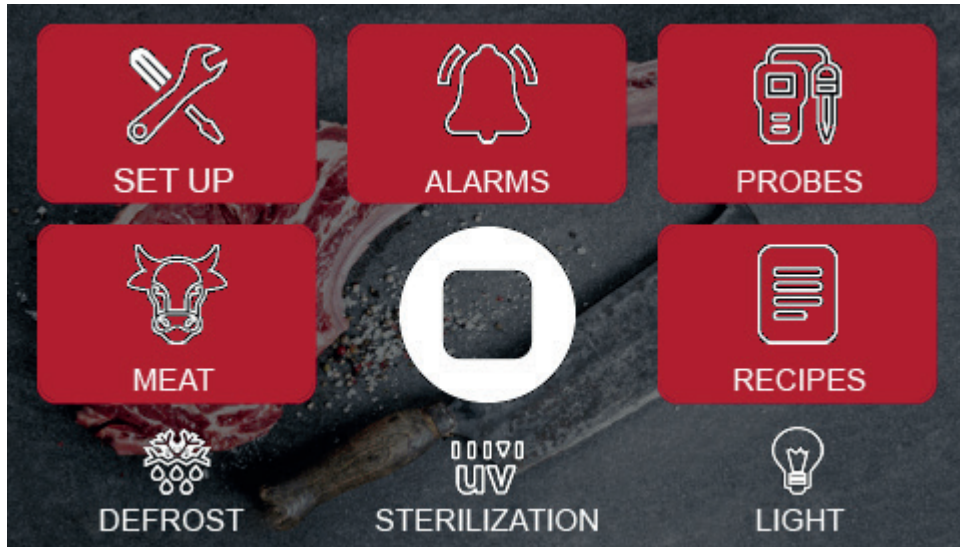 SET UP
ALARMS
PROBES
MEAT
RECIPES
UV
DEFROST
STERILIZATION
LIGHT